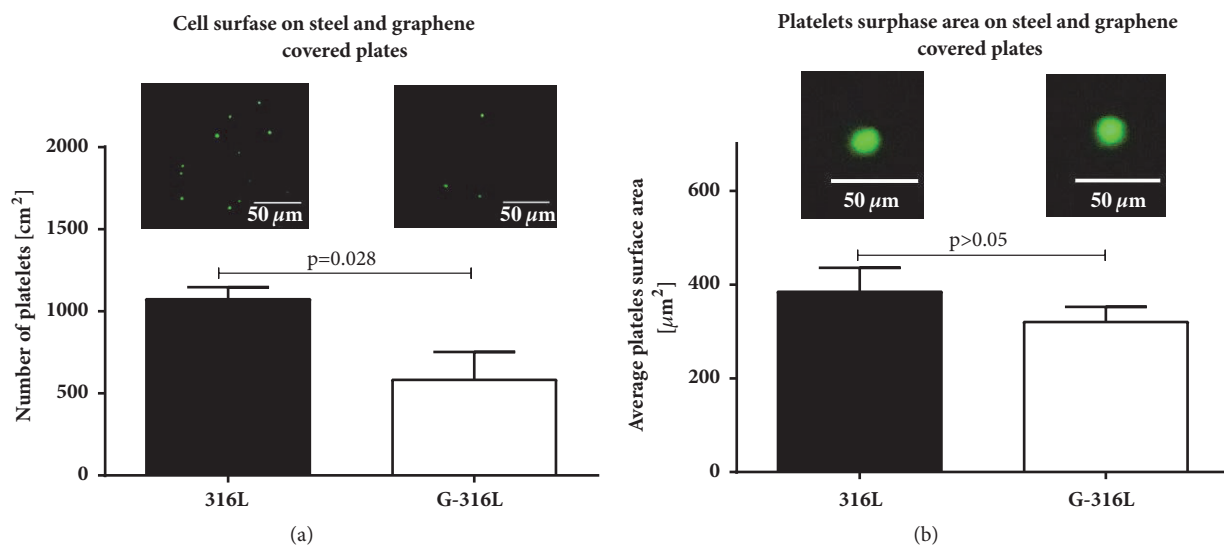 Cell surfase on steel and graphene
covered plates
2000
1500
1000
500
0
Number of platelets [cm²]
50 µm
50 µm
p=0.028
316L
G-316L
(a)
Platelets surphase area on steel and graphene
covered plates
600
400
200
0
Average plateles surface area
[µm²]
50 µm
50 µm
p>0.05
316L
G-316L
(b)